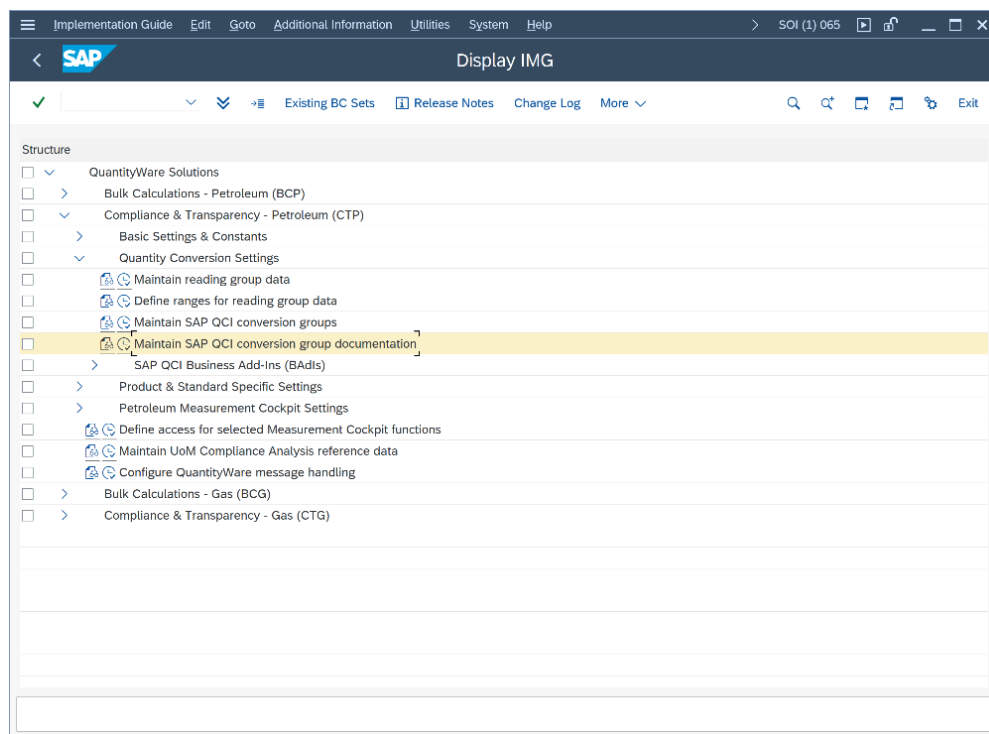 Implementation Guide Edit Goto Additional Information Utilities System Help SOI (1) 065
SAP Display IMG
Existing BC Sets Release Notes Change Log More Exit
Structure
QuantityWare Solutions
Bulk Calculations - Petroleum (BCP)
Compliance & Transparency - Petroleum (CTP)
Basic Settings & Constants
Quantity Conversion Settings
Maintain reading group data
Define ranges for reading group data
Maintain SAP QCI conversion groups
Maintain SAP QCI conversion group documentation
SAP QCI Business Add-Ins (BAdIs)
Product & Standard Specific Settings
Petroleum Measurement Cockpit Settings
Define access for selected Measurement Cockpit functions
Maintain UoM Compliance Analysis reference data
Configure QuantityWare message handling
Bulk Calculations - Gas (BCG)
Compliance & Transparency - Gas (CTG)